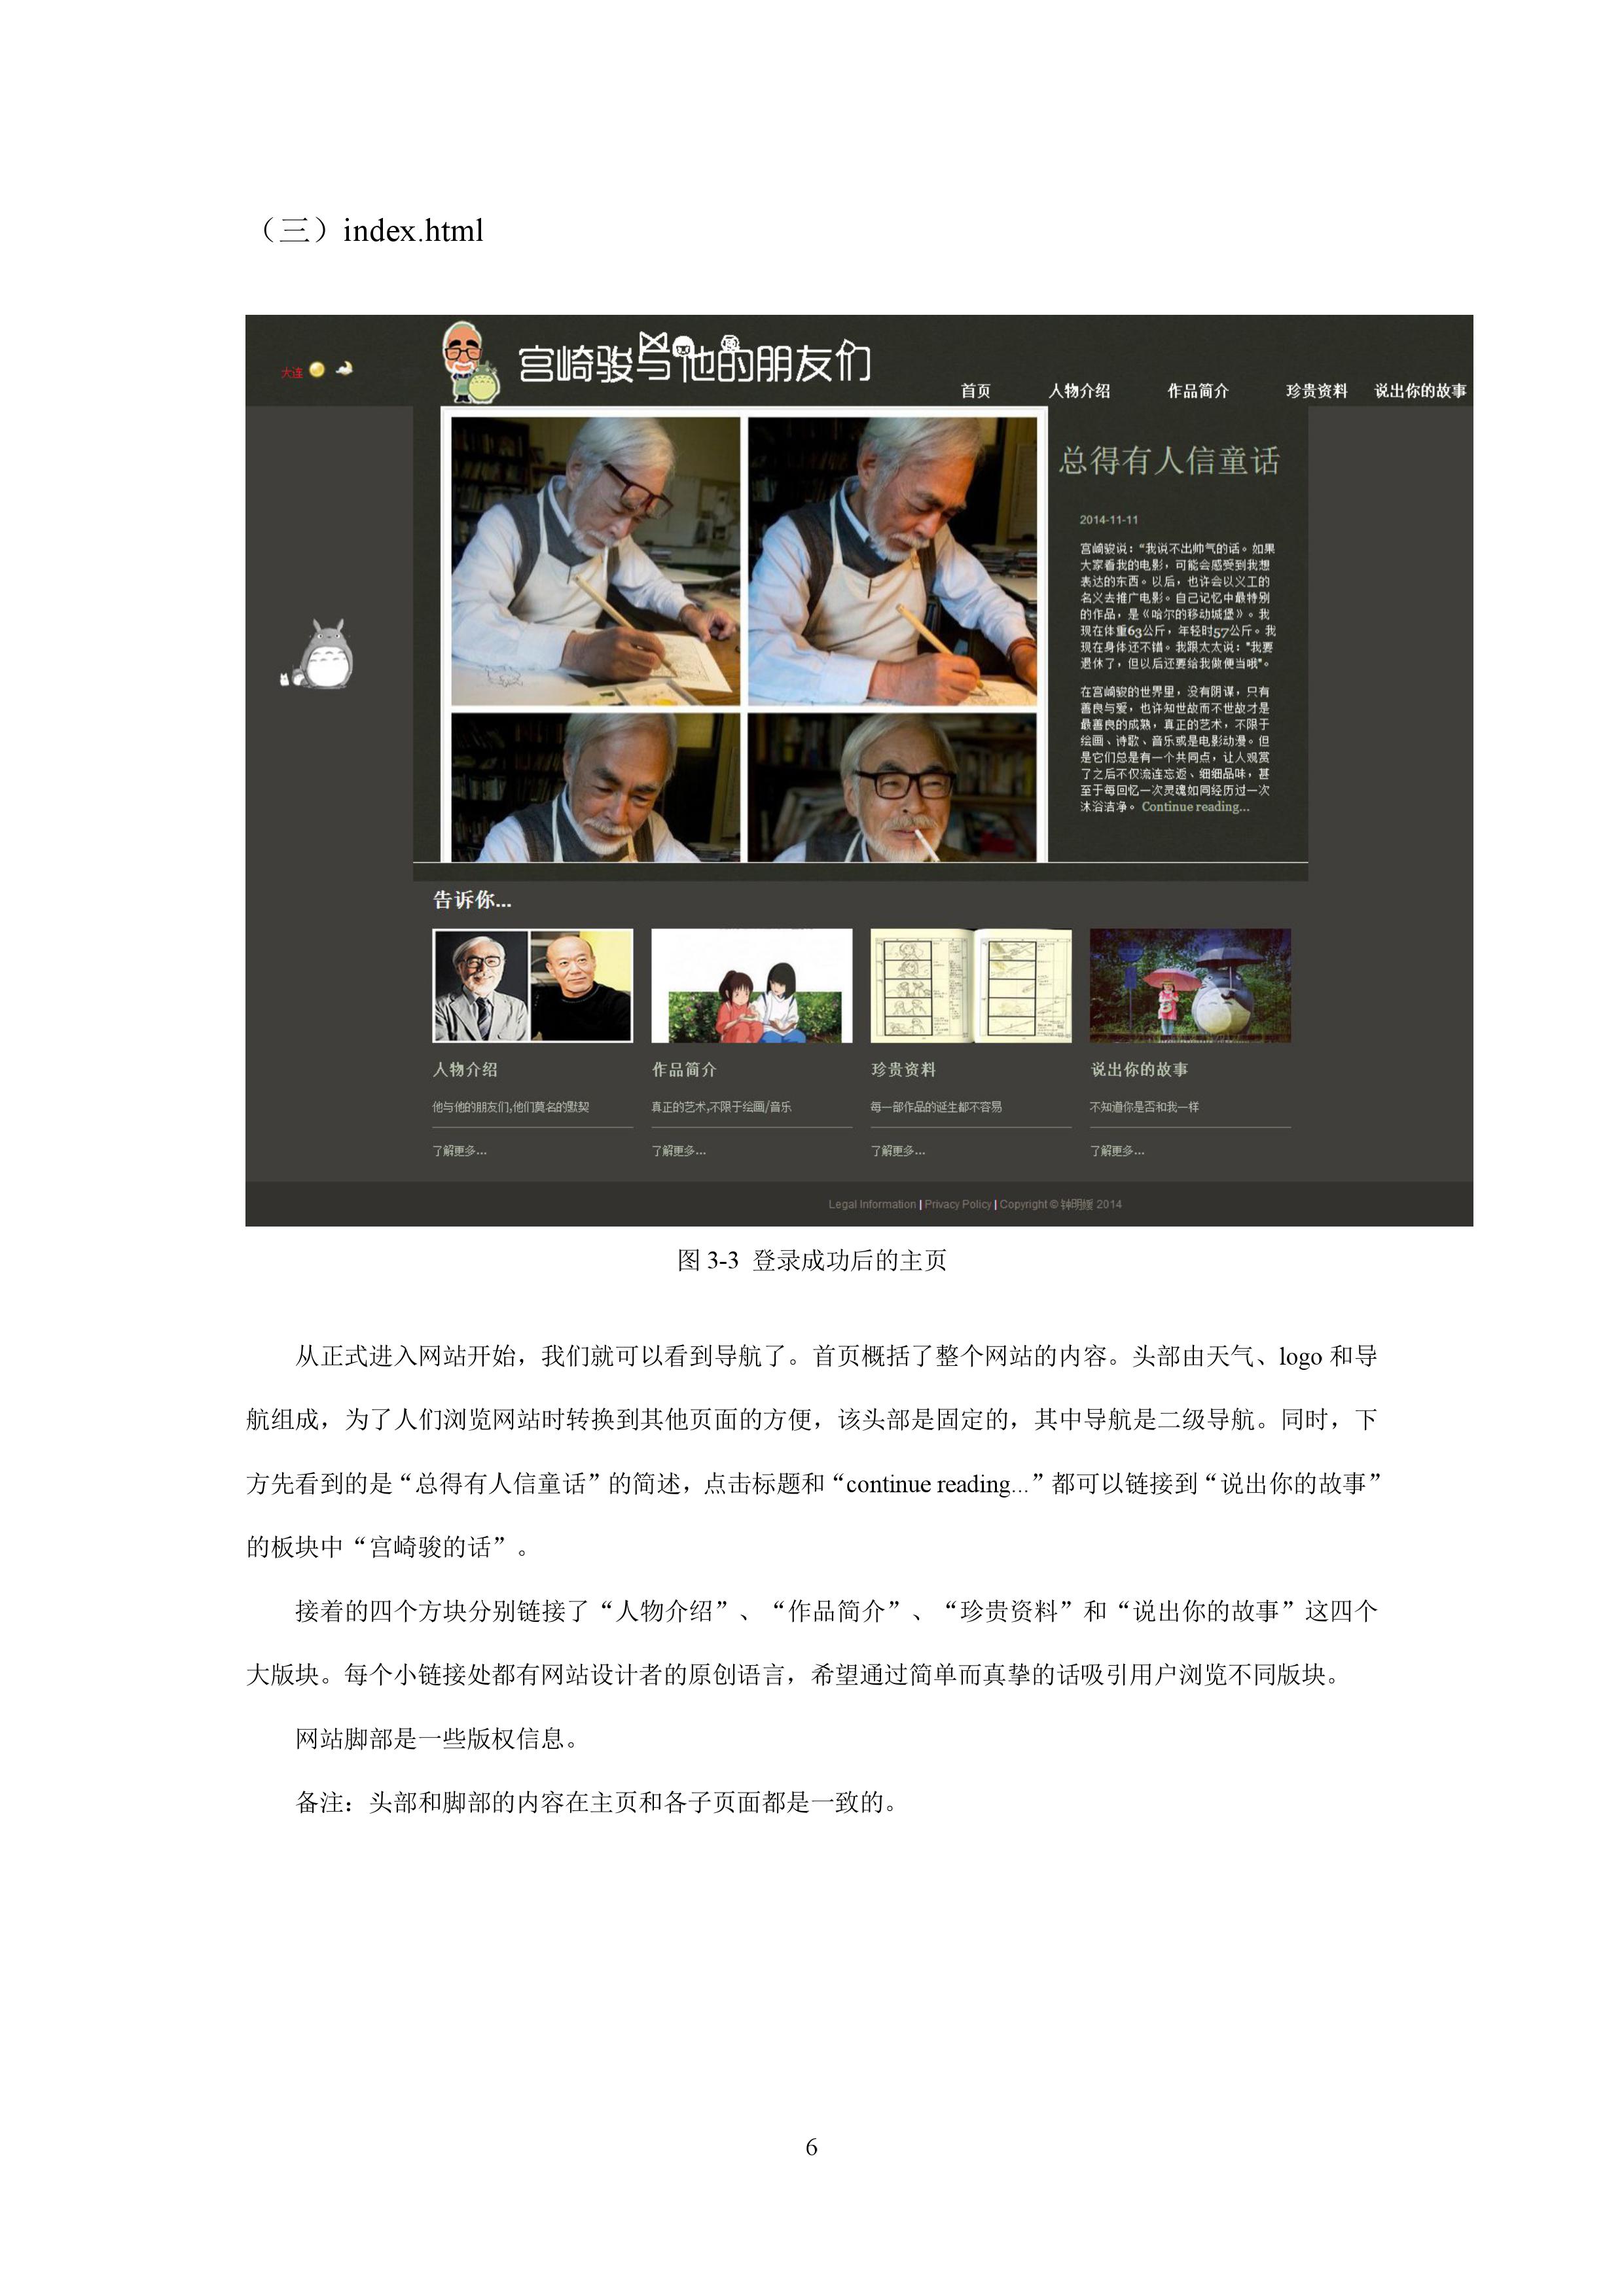 （三）index.html
大连
宫崎骏与他的朋友们
首页 人物介绍 作品简介 珍贵资料 说出你的故事
总得有人信童话
2014-11-11
宫崎骏说：“我说不出帅气的话。如果
大家看我的电影，可能会感受到我想
表达的东西。以后，也许会以义工的
名义去推广电影。自己记忆中最特别
的作品，是《哈尔的移动城堡》。我
现在体重63公斤，年轻时57公斤。我
现在身体还不错。我跟太太说："我要
退休了，但以后还要给我做便当哦"。
在宫崎骏的世界里，没有阴谋，只有
善良与爱，也许知世故而不世故才是
最善良的成熟，真正的艺术，不限于
绘画、诗歌、音乐或是电影动漫。但
是它们总是有一个共同点，让人观赏
了之后不仅流连忘返、细细品味，甚
至于每回忆一次灵魂如同经历过一次
沐浴洁净。 Continue reading...
告诉你...
人物介绍 作品简介 珍贵资料 说出你的故事
他与他的朋友们,他们莫名的默契 真正的艺术,不限于绘画/音乐 每一部作品的诞生都不容易 不知道你是否和我一样
了解更多... 了解更多... 了解更多... 了解更多...
Legal Information | Privacy Policy | Copyright © 钟明媛 2014
图 3-3 登录成功后的主页
从正式进入网站开始，我们就可以看到导航了。首页概括了整个网站的内容。头部由天气、logo 和导
航组成，为了人们浏览网站时转换到其他页面的方便，该头部是固定的，其中导航是二级导航。同时，下
方先看到的是“总得有人信童话”的简述，点击标题和“continue reading...”都可以链接到“说出你的故事”
的板块中“宫崎骏的话”。
接着的四个方块分别链接了“人物介绍”、“作品简介”、“珍贵资料”和“说出你的故事”这四个
大版块。每个小链接处都有网站设计者的原创语言，希望通过简单而真挚的话吸引用户浏览不同版块。
网站脚部是一些版权信息。
备注：头部和脚部的内容在主页和各子页面都是一致的。
6